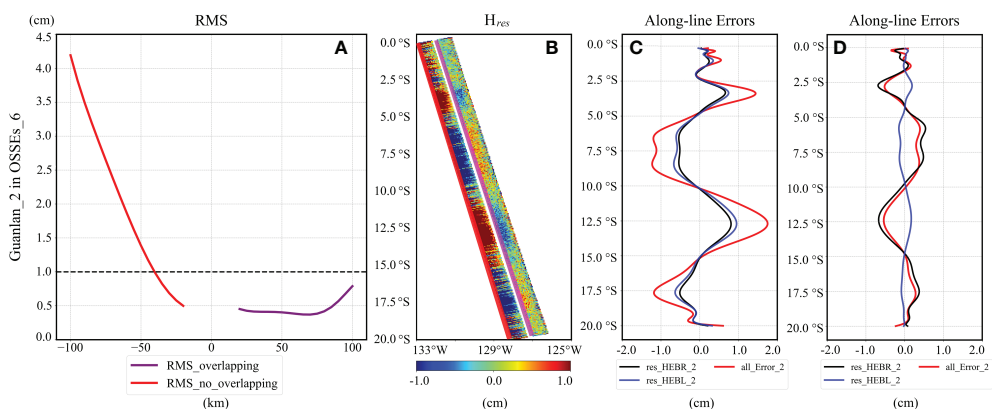 (cm)
RMS
H_res
Along-line Errors
Along-line Errors
A
B
C
D
Guanlan_2 in OSSEs_6
4.5
4.0
3.5
3.0
2.5
2.0
1.5
1.0
0.5
0.0
−100
−50
0
50
100
RMS_overlapping
RMS_no_overlapping
(km)
0.0 °S
2.5 °S
5.0 °S
7.5 °S
10.0 °S
12.5 °S
15.0 °S
17.5 °S
20.0 °S
133°W
129°W
125°W
-1.0
0.0
1.0
(cm)
0.0 °S
2.5 °S
5.0 °S
7.5 °S
10.0 °S
12.5 °S
15.0 °S
17.5 °S
20.0 °S
-2.0
-1.0
0.0
1.0
2.0
res_HEBR_2
all_Error_2
res_HEBL_2
(cm)
0.0 °S
2.5 °S
5.0 °S
7.5 °S
10.0 °S
12.5 °S
15.0 °S
17.5 °S
20.0 °S
-2.0
-1.0
0.0
1.0
2.0
res_HEBR_2
all_Error_2
res_HEBL_2
(cm)